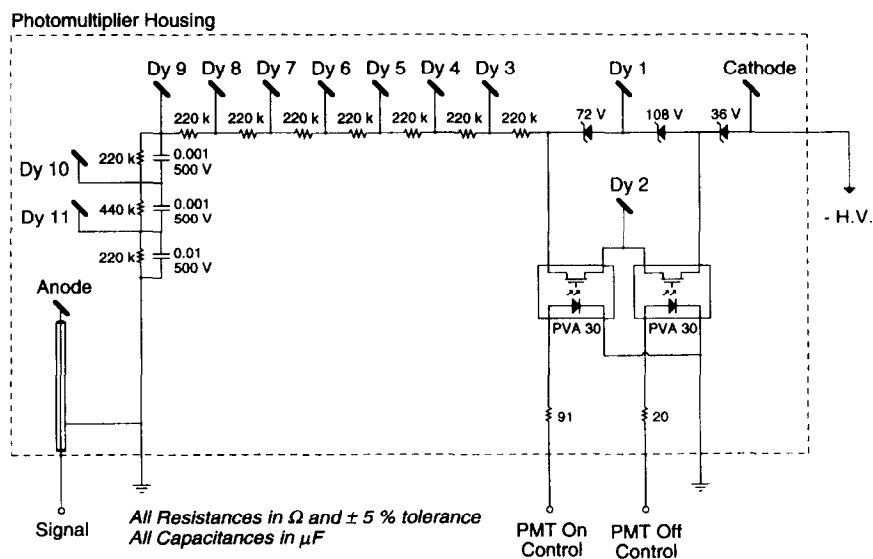 Photomultiplier Housing
Dy 9
Dy 8
Dy 7
Dy 6
Dy 5
Dy 4
Dy 3
Dy 1
Cathode
220 k
220 k
220 k
220 k
220 k
220 k
220 k
72 V
108 V
36 V
220 k
0.001
500 V
Dy 10
440 k
0.001
500 V
Dy 11
220 k
0.01
500 V
Dy 2
- H.V.
Anode
PVA 30
PVA 30
91
20
Signal
All Resistances in Ω and ± 5 % tolerance
All Capacitances in μF
PMT On
Control
PMT Off
Control